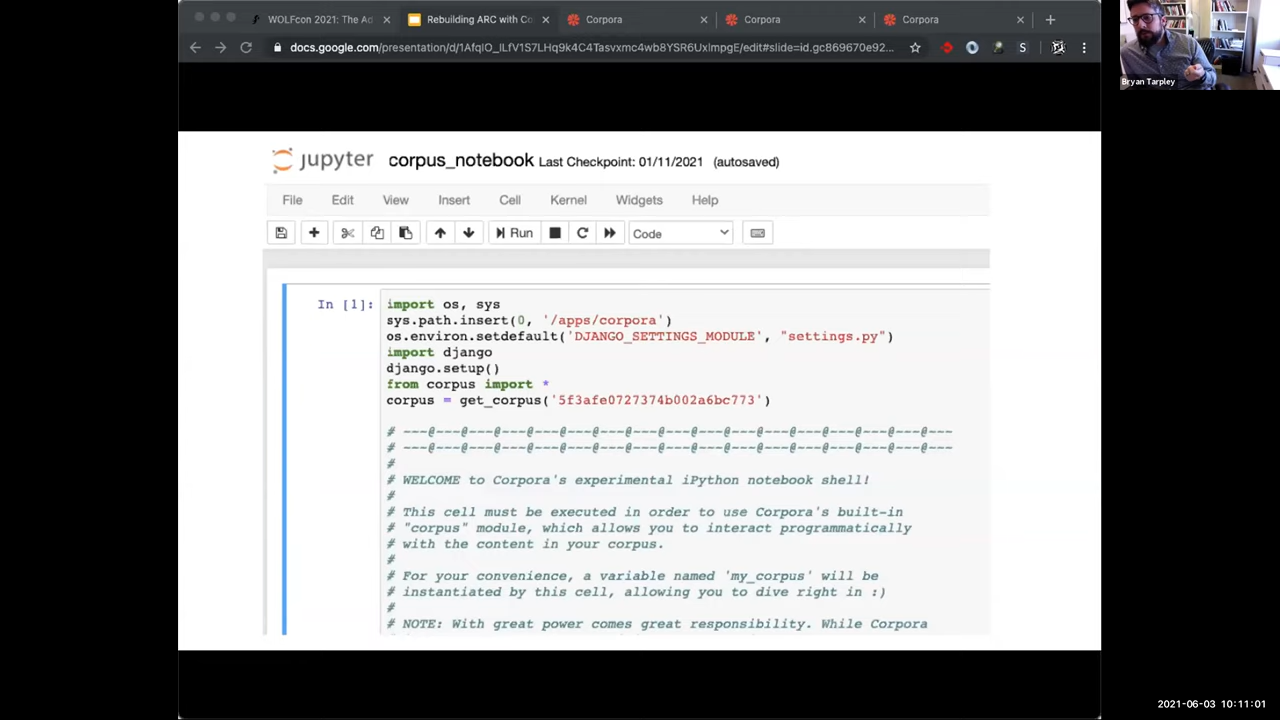 WOLFcon 2021: The Ad
Rebuilding ARC with Co
Corpora
Corpora
Corpora
docs.google.com/presentation/d/1AfqIO_ILfV1S7LHq9k4C4Tasvxmc4wb8YSR6UxImpgE/edit#slide=id.gc869670e92...
Bryan Tarpley
jupyter corpus_notebook Last Checkpoint: 01/11/2021 (autosaved)
File Edit View Insert Cell Kernel Widgets Help
Run Code
In [1]:
import os, sys
sys.path.insert(0, '/apps/corpora')
os.environ.setdefault('DJANGO_SETTINGS_MODULE', "settings.py")
import django
django.setup()
from corpus import *
corpus = get_corpus('5f3afe0727374b002a6bc773')
# ---@---@---@---@---@---@---@---@---@---@---@---@---@---@---@---@---@---
# ---@---@---@---@---@---@---@---@---@---@---@---@---@---@---@---@---@---
#
# WELCOME to Corpora's experimental iPython notebook shell!
#
# This cell must be executed in order to use Corpora's built-in
# "corpus" module, which allows you to interact programmatically
# with the content in your corpus.
#
# For your convenience, a variable named 'my_corpus' will be
# instantiated by this cell, allowing you to dive right in :)
#
# NOTE: With great power comes great responsibility. While Corpora
2021-06-03 10:11:01